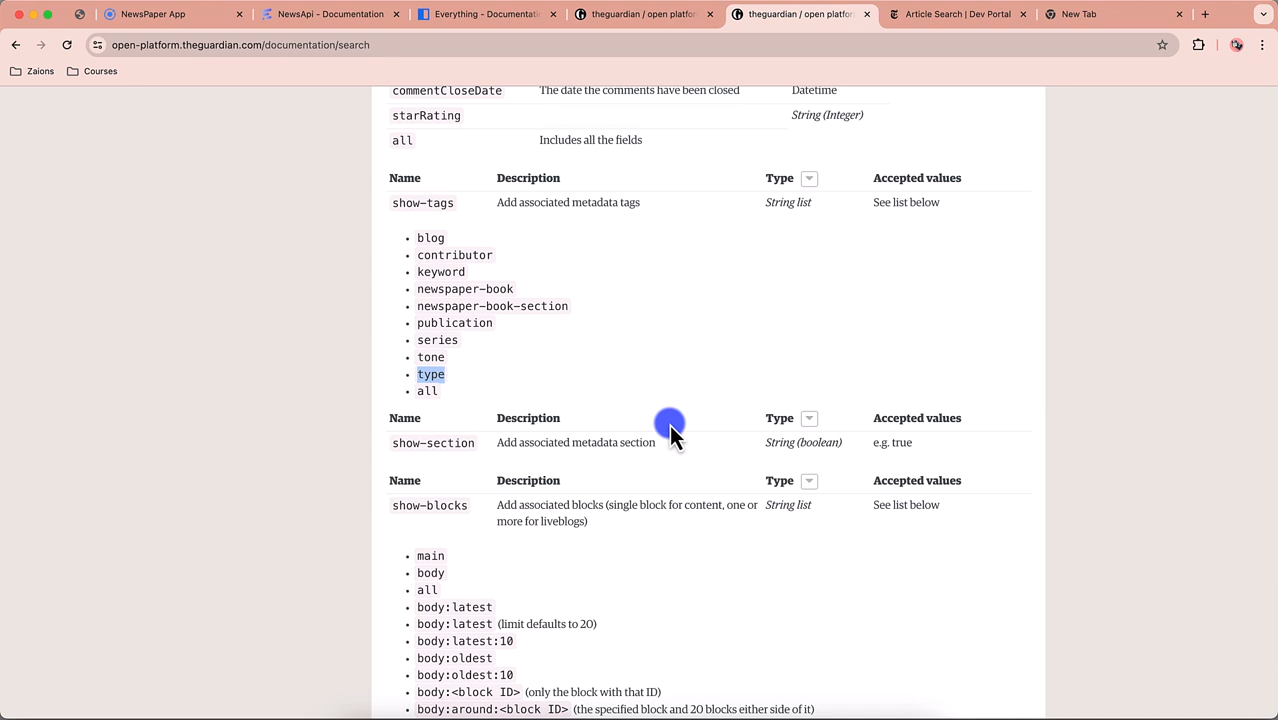 NewsPaper App
NewsApi - Documentation
Everything - Documentati
theguardian / open platfor
theguardian / open platfor
Article Search | Dev Portal
New Tab
open-platform.theguardian.com/documentation/search
Zaions
Courses
commentCloseDate The date the comments have been closed Datetime
starRating String (Integer)
all Includes all the fields
Name Description Type Accepted values
show-tags Add associated metadata tags String list See list below
• blog
• contributor
• keyword
• newspaper-book
• newspaper-book-section
• publication
• series
• tone
• type
• all
Name Description Type Accepted values
show-section Add associated metadata section String (boolean) e.g. true
Name Description Type Accepted values
show-blocks Add associated blocks (single block for content, one or String list See list below
more for liveblogs)
• main
• body
• all
• body:latest
• body:latest (limit defaults to 20)
• body:latest:10
• body:oldest
• body:oldest:10
• body:<block ID> (only the block with that ID)
• body:around:<block ID> (the specified block and 20 blocks either side of it)